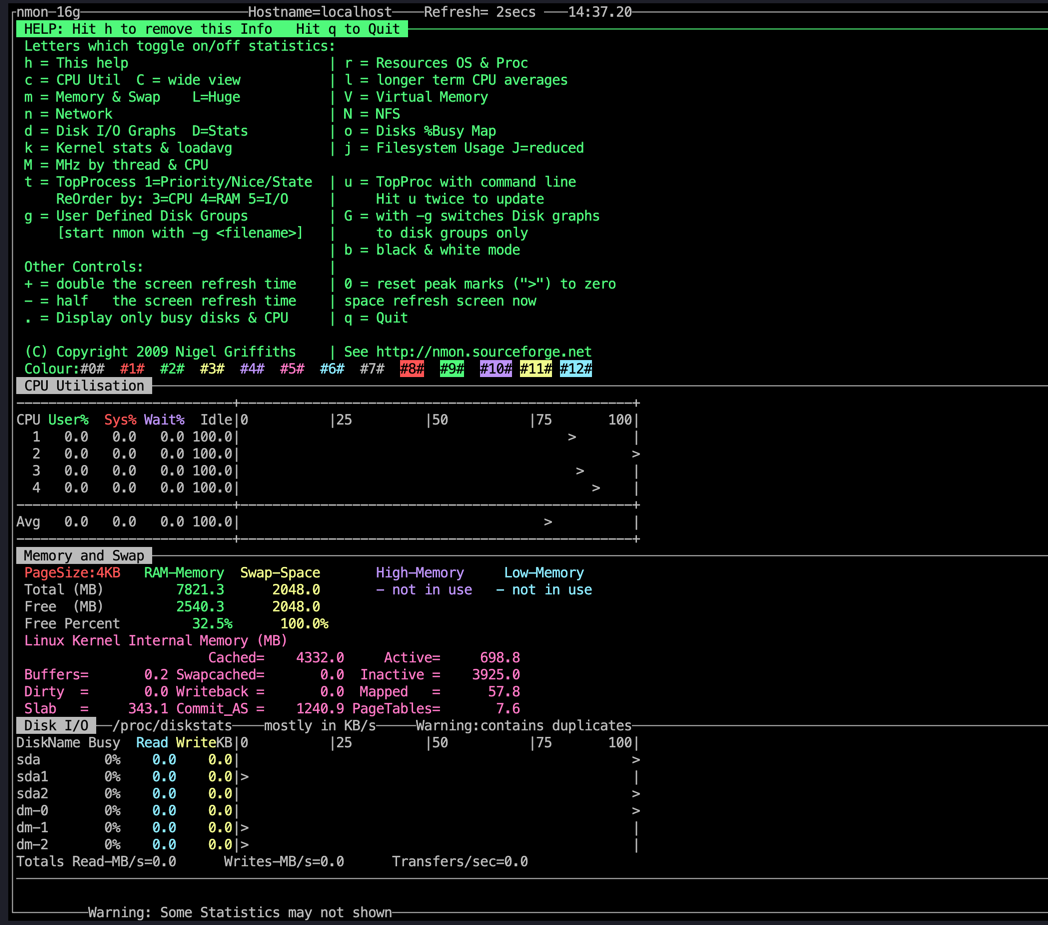 nmon-16g Hostname=localhost Refresh= 2secs 14:37.20
HELP: Hit h to remove this Info   Hit q to Quit
Letters which toggle on/off statistics:
h = This help                         | r = Resources OS & Proc
c = CPU Util  C = wide view           | l = longer term CPU averages
m = Memory & Swap    L=Huge           | V = Virtual Memory
n = Network                           | N = NFS
d = Disk I/O Graphs  D=Stats          | o = Disks %Busy Map
k = Kernel stats & loadavg            | j = Filesystem Usage J=reduced
M = MHz by thread & CPU
t = TopProcess 1=Priority/Nice/State  | u = TopProc with command line
    ReOrder by: 3=CPU 4=RAM 5=I/O     |     Hit u twice to update
g = User Defined Disk Groups          | G = with -g switches Disk graphs
    [start nmon with -g <filename>]   |     to disk groups only
                                      | b = black & white mode
Other Controls:                       |
+ = double the screen refresh time    | 0 = reset peak marks (">") to zero
- = half   the screen refresh time    | space refresh screen now
. = Display only busy disks & CPU     | q = Quit
(C) Copyright 2009 Nigel Griffiths    | See http://nmon.sourceforge.net
Colour:#0#  #1#  #2#  #3#  #4#  #5#  #6#  #7#  #8#  #9#  #10# #11# #12#
CPU Utilisation
CPU User%  Sys% Wait%  Idle|0          |25         |50          |75       100|
1   0.0   0.0   0.0 100.0|                                         >       |
2   0.0   0.0   0.0 100.0|                                                 >
3   0.0   0.0   0.0 100.0|                                          >      |
4   0.0   0.0   0.0 100.0|                                            >    |
Avg   0.0   0.0   0.0 100.0|                                      >          |
Memory and Swap
PageSize:4KB   RAM-Memory  Swap-Space       High-Memory     Low-Memory
Total (MB)         7821.3      2048.0       - not in use   - not in use
Free  (MB)         2540.3      2048.0
Free Percent         32.5%      100.0%
Linux Kernel Internal Memory (MB)
Cached=    4332.0     Active=     698.8
Buffers=       0.2 Swapcached=       0.0  Inactive =    3925.0
Dirty  =       0.0 Writeback =       0.0  Mapped   =      57.8
Slab   =     343.1 Commit_AS =    1240.9 PageTables=       7.6
Disk I/O /proc/diskstats mostly in KB/s Warning:contains duplicates
DiskName Busy  Read WriteKB|0          |25         |50          |75       100|
sda        0%    0.0    0.0|                                                 >
sda1       0%    0.0    0.0|>                                                |
sda2       0%    0.0    0.0|                                                 >
dm-0       0%    0.0    0.0|                                                 >
dm-1       0%    0.0    0.0|>                                                |
dm-2       0%    0.0    0.0|>                                                |
Totals Read-MB/s=0.0      Writes-MB/s=0.0      Transfers/sec=0.0
Warning: Some Statistics may not shown